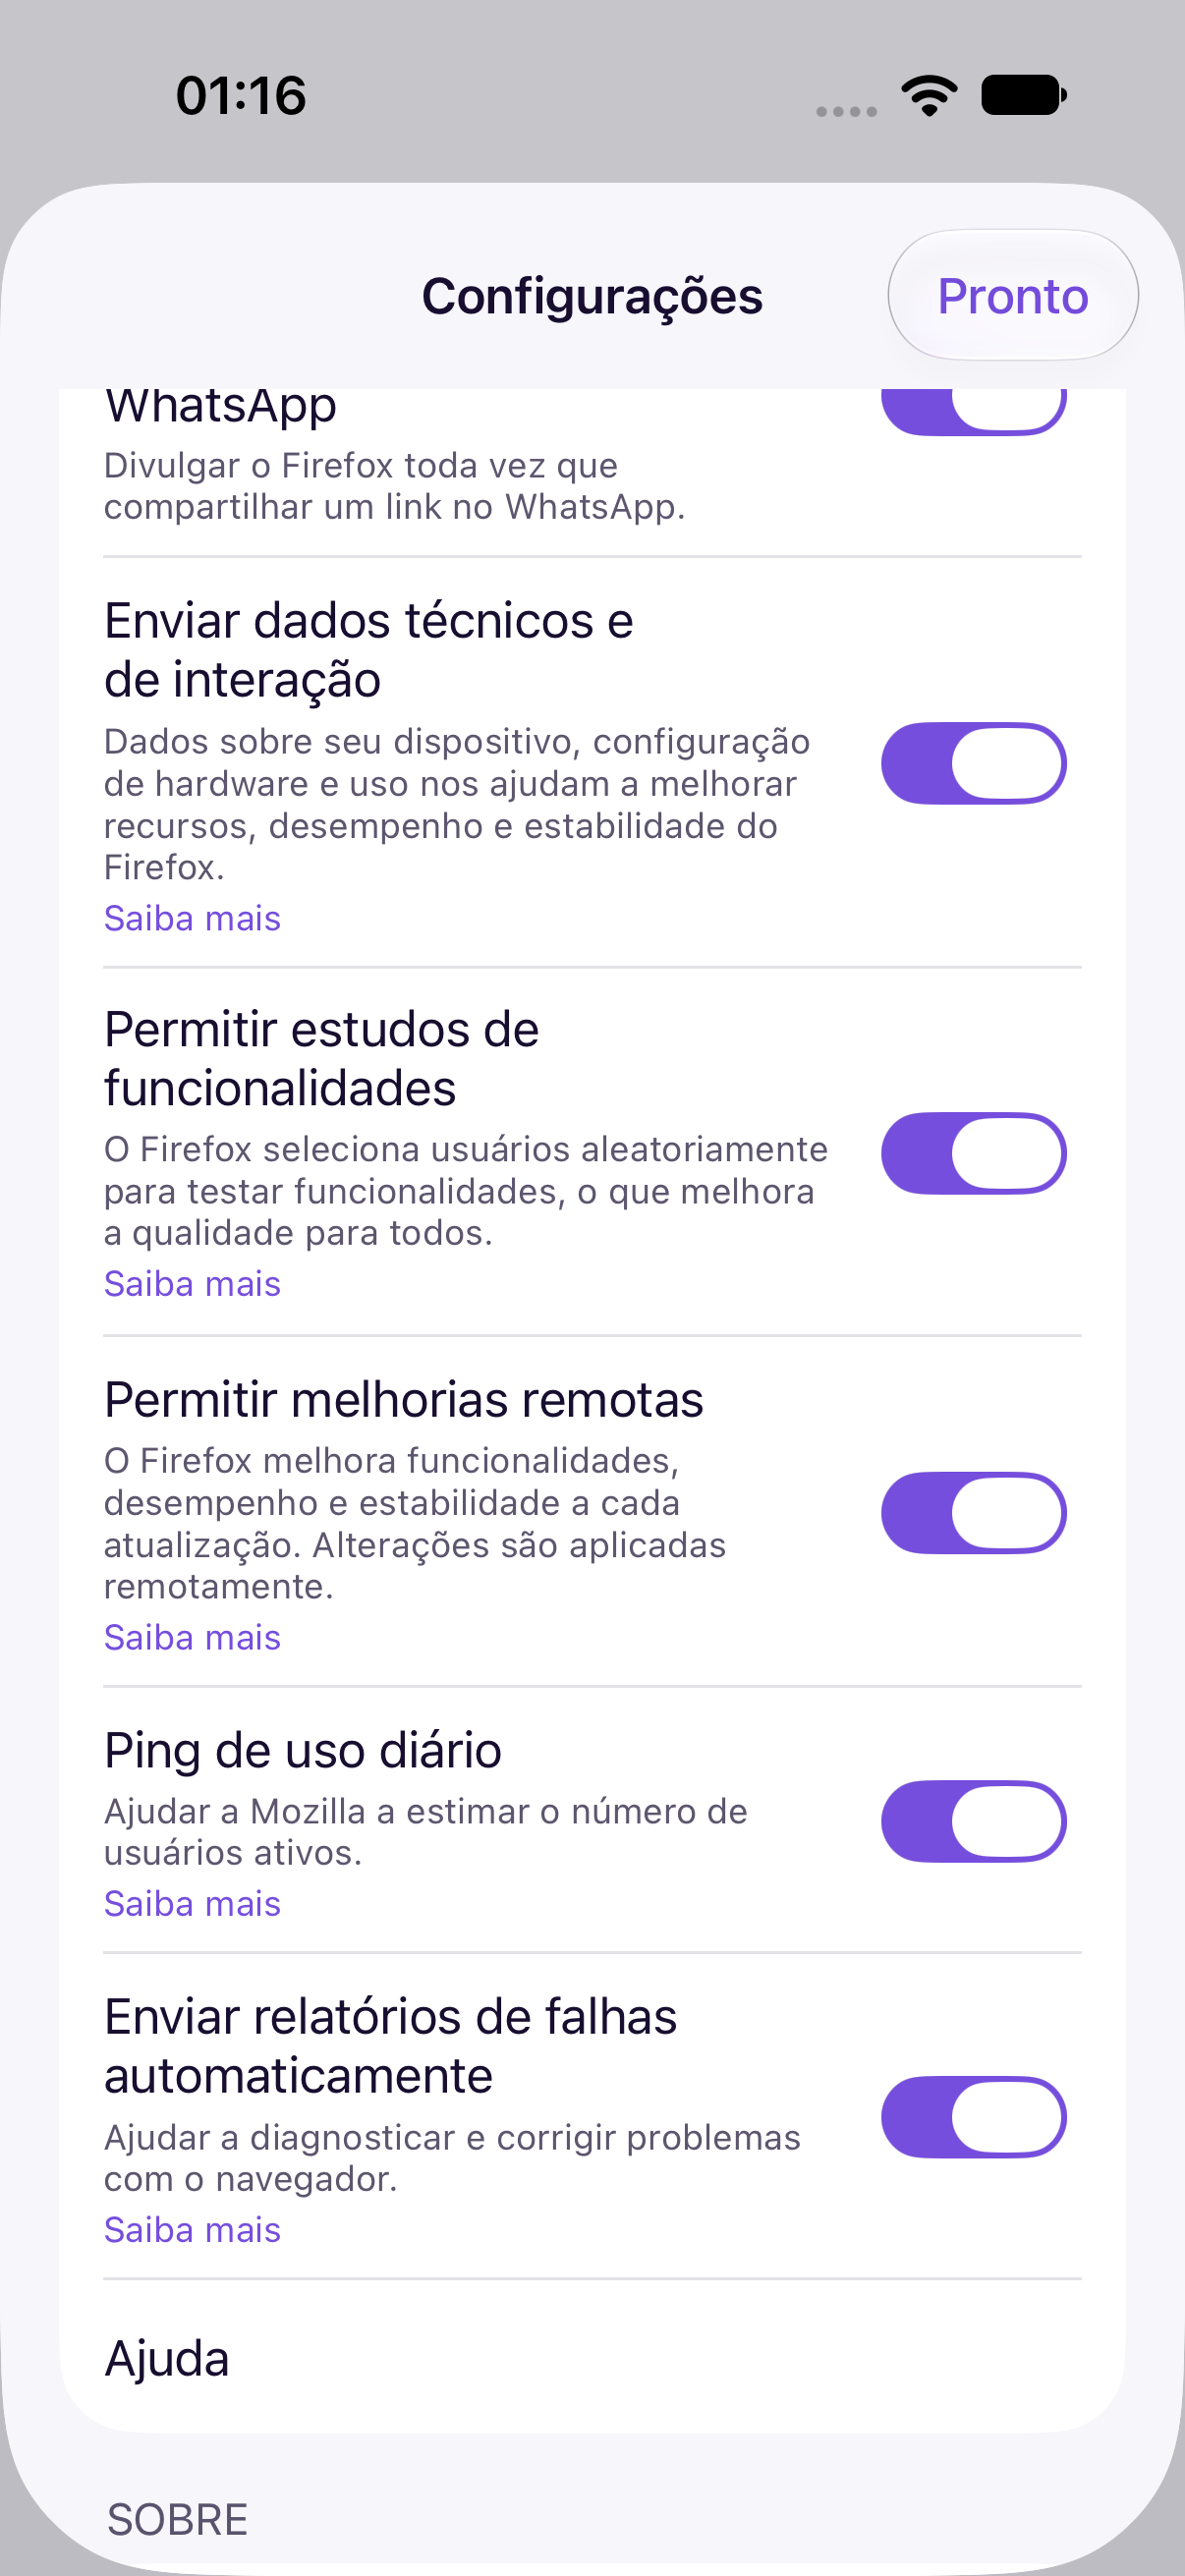 01:16
Configurações
Pronto
WhatsApp
Divulgar o Firefox toda vez que
compartilhar um link no WhatsApp.
Enviar dados técnicos e
de interação
Dados sobre seu dispositivo, configuração
de hardware e uso nos ajudam a melhorar
recursos, desempenho e estabilidade do
Firefox.
Saiba mais
Permitir estudos de
funcionalidades
O Firefox seleciona usuários aleatoriamente
para testar funcionalidades, o que melhora
a qualidade para todos.
Saiba mais
Permitir melhorias remotas
O Firefox melhora funcionalidades,
desempenho e estabilidade a cada
atualização. Alterações são aplicadas
remotamente.
Saiba mais
Ping de uso diário
Ajudar a Mozilla a estimar o número de
usuários ativos.
Saiba mais
Enviar relatórios de falhas
automaticamente
Ajudar a diagnosticar e corrigir problemas
com o navegador.
Saiba mais
Ajuda
SOBRE